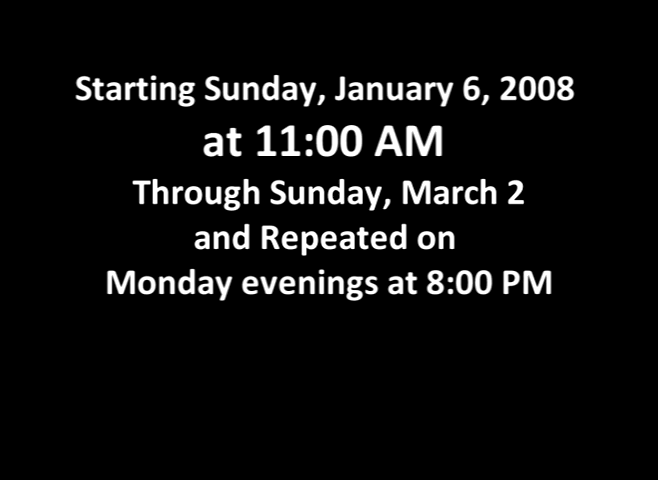 Starting Sunday, January 6, 2008
at 11:00 AM
Through Sunday, March 2
and Repeated on
Monday evenings at 8:00 PM